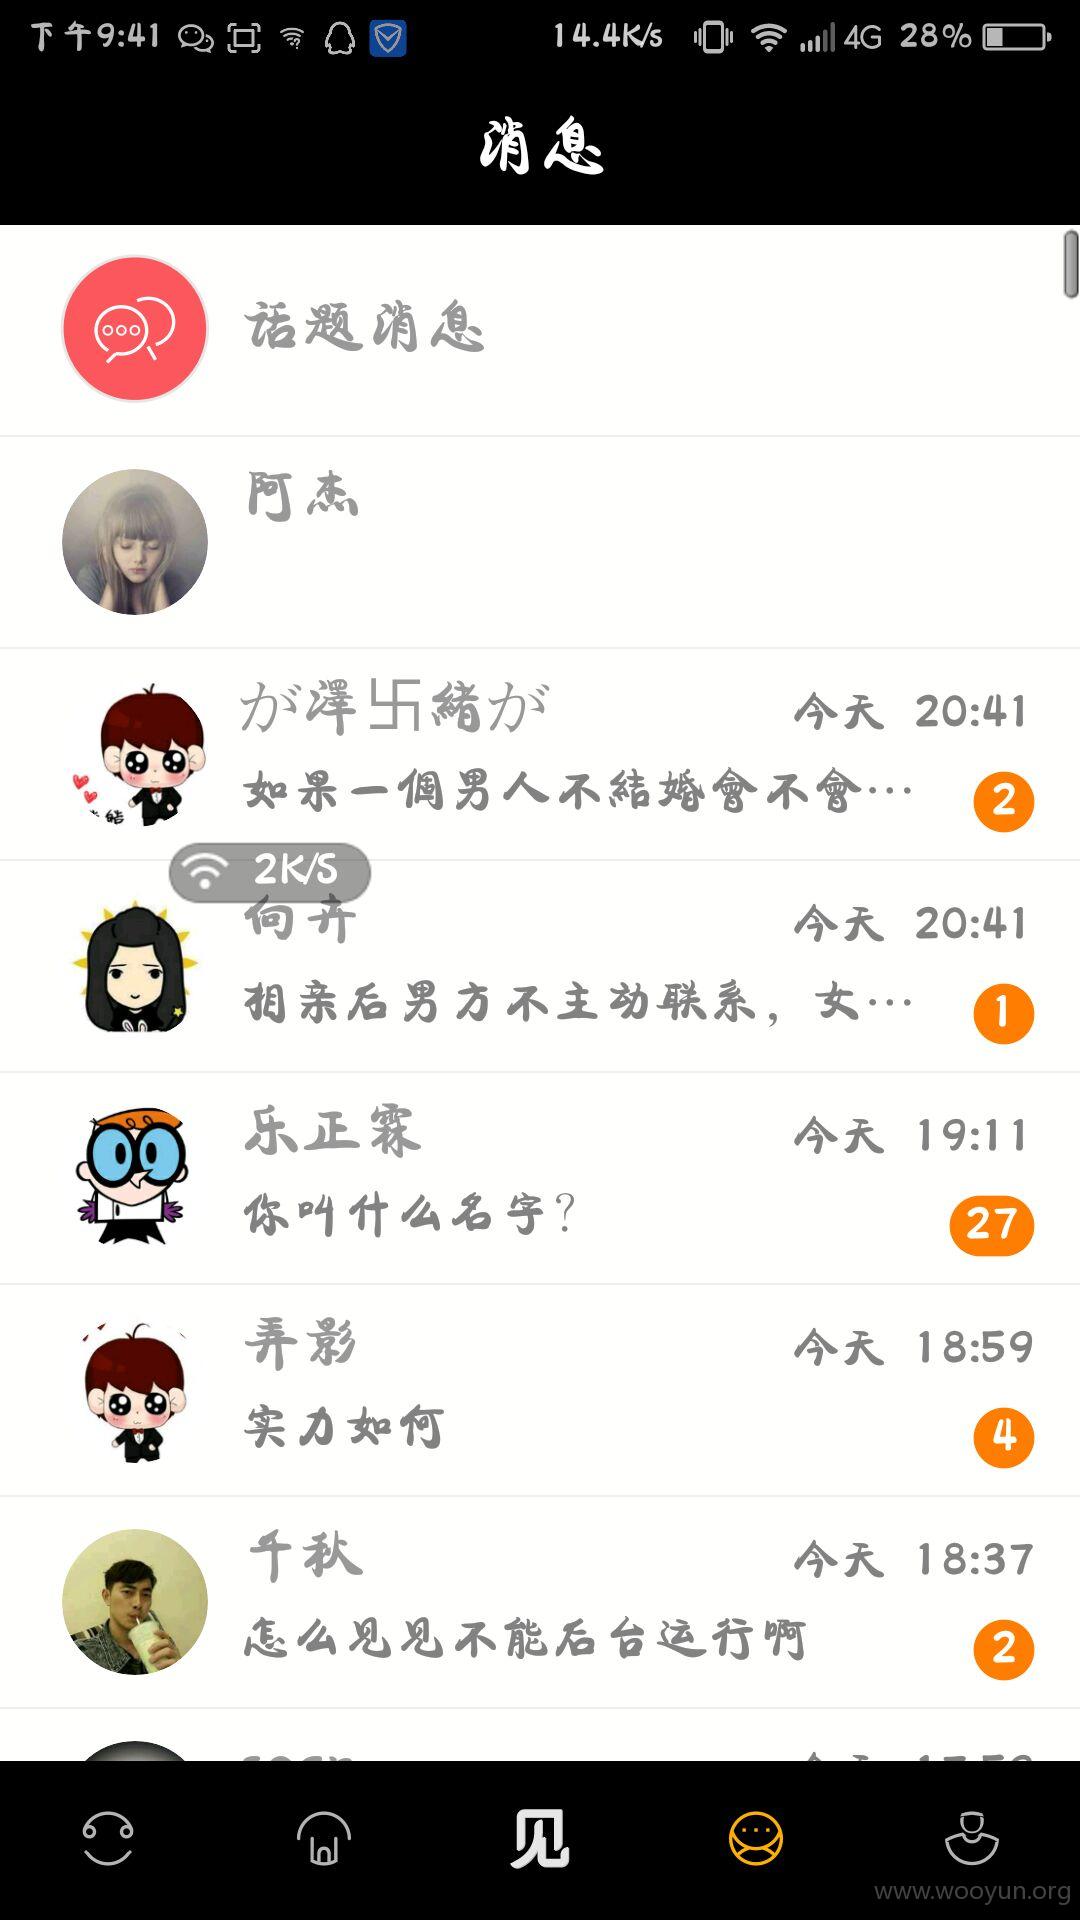 下午9:41 14.4K/s 4G 28%
消息
话题消息
阿杰
が澤卐緒が 今天 20:41
如果一個男人不結婚會不會… 2
2K/S
向卉 今天 20:41
相亲后男方不主动联系，女… 1
乐正霖 今天 19:11
你叫什么名字? 27
弄影 今天 18:59
实力如何 4
千秋 今天 18:37
怎么见见不能后台运行啊 2
见
www.wooyun.org